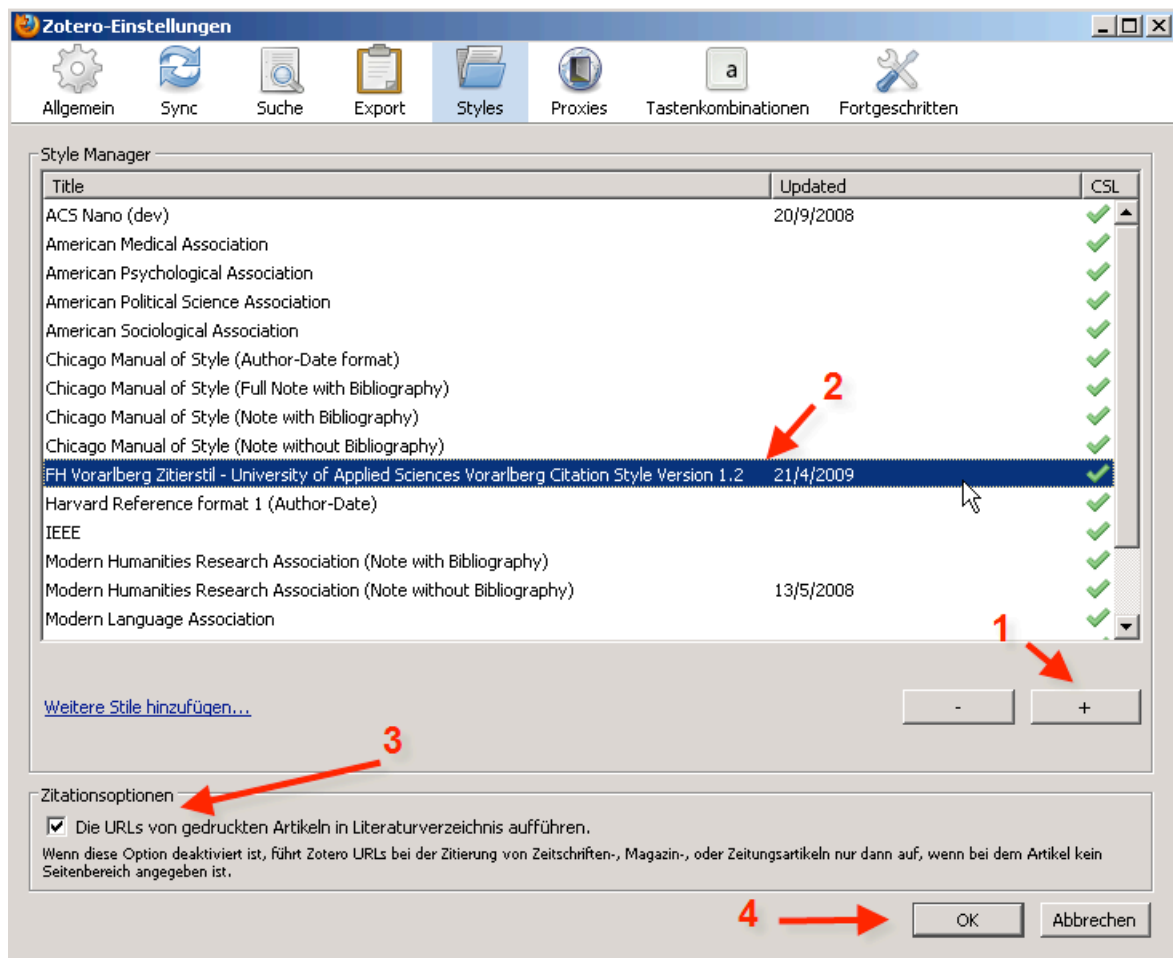 Zotero-Einstellungen
Allgemein Sync Suche Export Styles Proxies a Tastenkombinationen Fortgeschritten
Style Manager
Title Updated CSL
ACS Nano (dev) 20/9/2008
American Medical Association
American Psychological Association
American Political Science Association
American Sociological Association
Chicago Manual of Style (Author-Date format)
Chicago Manual of Style (Full Note with Bibliography)
2
Chicago Manual of Style (Note with Bibliography)
Chicago Manual of Style (Note without Bibliography)
FH Vorarlberg Zitierstil - University of Applied Sciences Vorarlberg Citation Style Version 1.2 21/4/2009
Harvard Reference format 1 (Author-Date)
IEEE
Modern Humanities Research Association (Note with Bibliography)
Modern Humanities Research Association (Note without Bibliography) 13/5/2008
Modern Language Association
1
Weitere Stile hinzufügen... - +
3
Zitationsoptionen
Die URLs von gedruckten Artikeln in Literaturverzeichnis aufführen.
Wenn diese Option deaktiviert ist, führt Zotero URLs bei der Zitierung von Zeitschriften-, Magazin-, oder Zeitungsartikeln nur dann auf, wenn bei dem Artikel kein
Seitenbereich angegeben ist.
4 OK Abbrechen